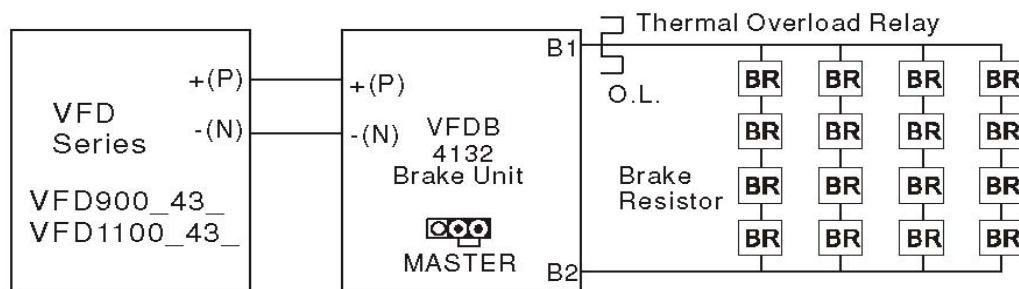 VFD
Series
VFD900_43_
VFD1100_43_
+(P)
-(N)
+(P)
-(N)
VFDB
4132
Brake Unit
MASTER
B1
B2
Thermal Overload Relay
O.L.
Brake
Resistor
BR BR BR BR
BR BR BR BR
BR BR BR BR
BR BR BR BR